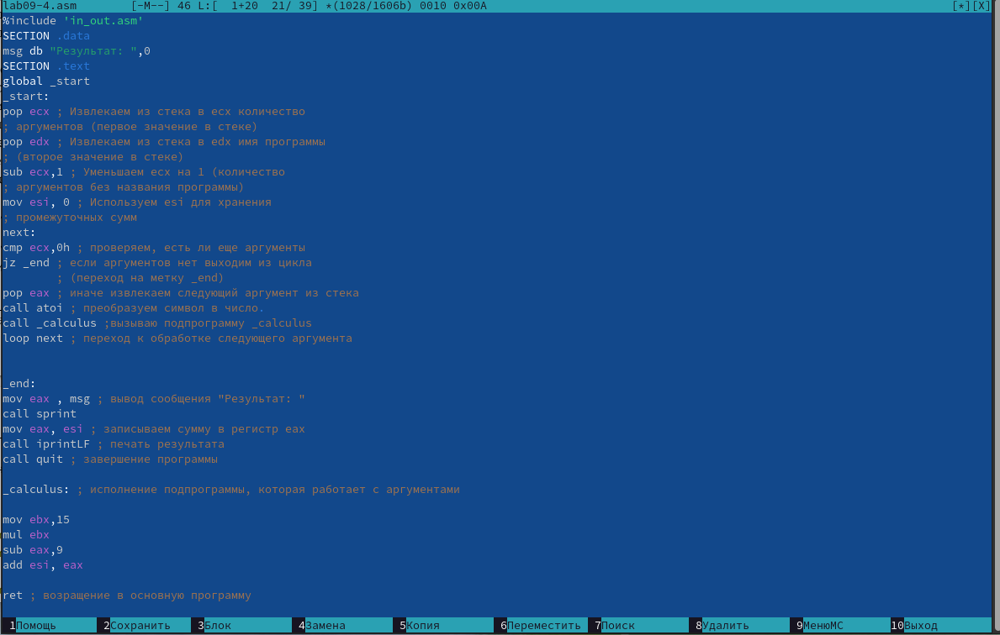 lab09-4.asm [-M--] 46 L:[ 1+20 21/ 39] *(1028/1606b) 0010 0x00A [*][X]
%include 'in_out.asm'
SECTION .data
msg db "Результат: ",0
SECTION .text
global _start
_start:
pop ecx ; Извлекаем из стека в ecx количество
; аргументов (первое значение в стеке)
pop edx ; Извлекаем из стека в edx имя программы
; (второе значение в стеке)
sub ecx,1 ; Уменьшаем ecx на 1 (количество
; аргументов без названия программы)
mov esi, 0 ; Используем esi для хранения
; промежуточных сумм
next:
cmp ecx,0h ; проверяем, есть ли еще аргументы
jz _end ; если аргументов нет выходим из цикла
; (переход на метку _end)
pop eax ; иначе извлекаем следующий аргумент из стека
call atoi ; преобразуем символ в число.
call _calculus ;вызываю подпрограмму _calculus
loop next ; переход к обработке следующего аргумента
_end:
mov eax , msg ; вывод сообщения "Результат: "
call sprint
mov eax, esi ; записываем сумму в регистр eax
call iprintLF ; печать результата
call quit ; завершение программы
_calculus: ; исполнение подпрограммы, которая работает с аргументами
mov ebx,15
mul ebx
sub eax,9
add esi, eax
ret ; возращение в основную программу
1Помощь 2Сохранить 3Блок 4Замена 5Копия 6Переместить 7Поиск 8Удалить 9МенюMC 10Выход